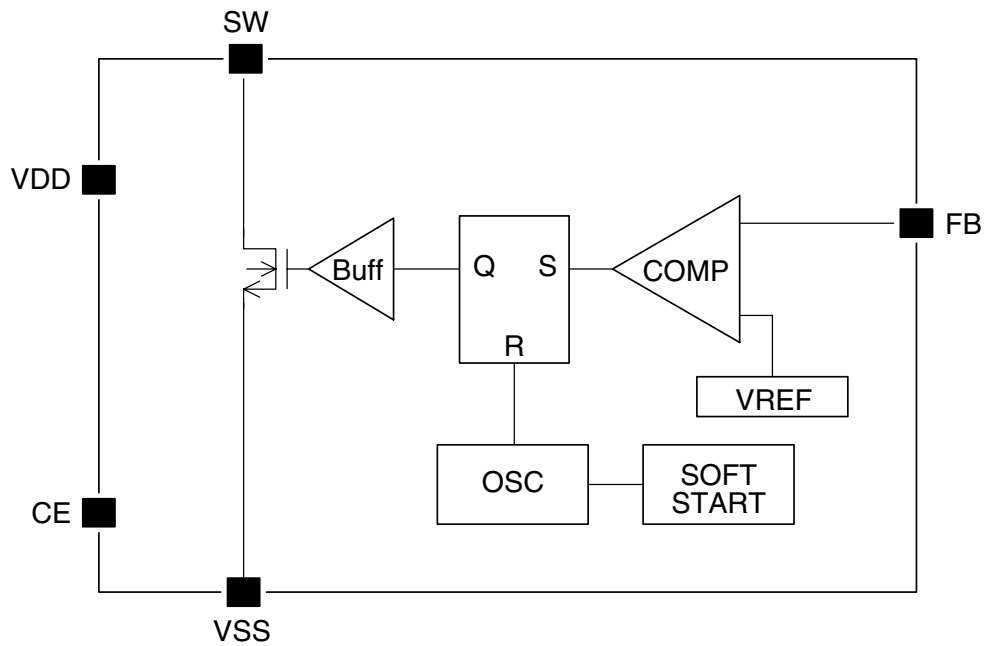 SW
VDD
FB
Buff
Q
S
COMP
R
VREF
OSC
SOFT
START
CE
VSS